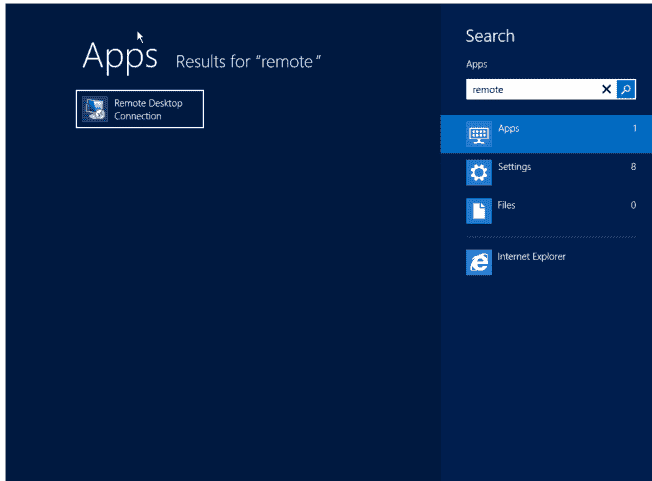 Apps Results for "remote"
Remote Desktop
Connection
Search
Apps
remote
Apps 1
Settings 8
Files 0
Internet Explorer